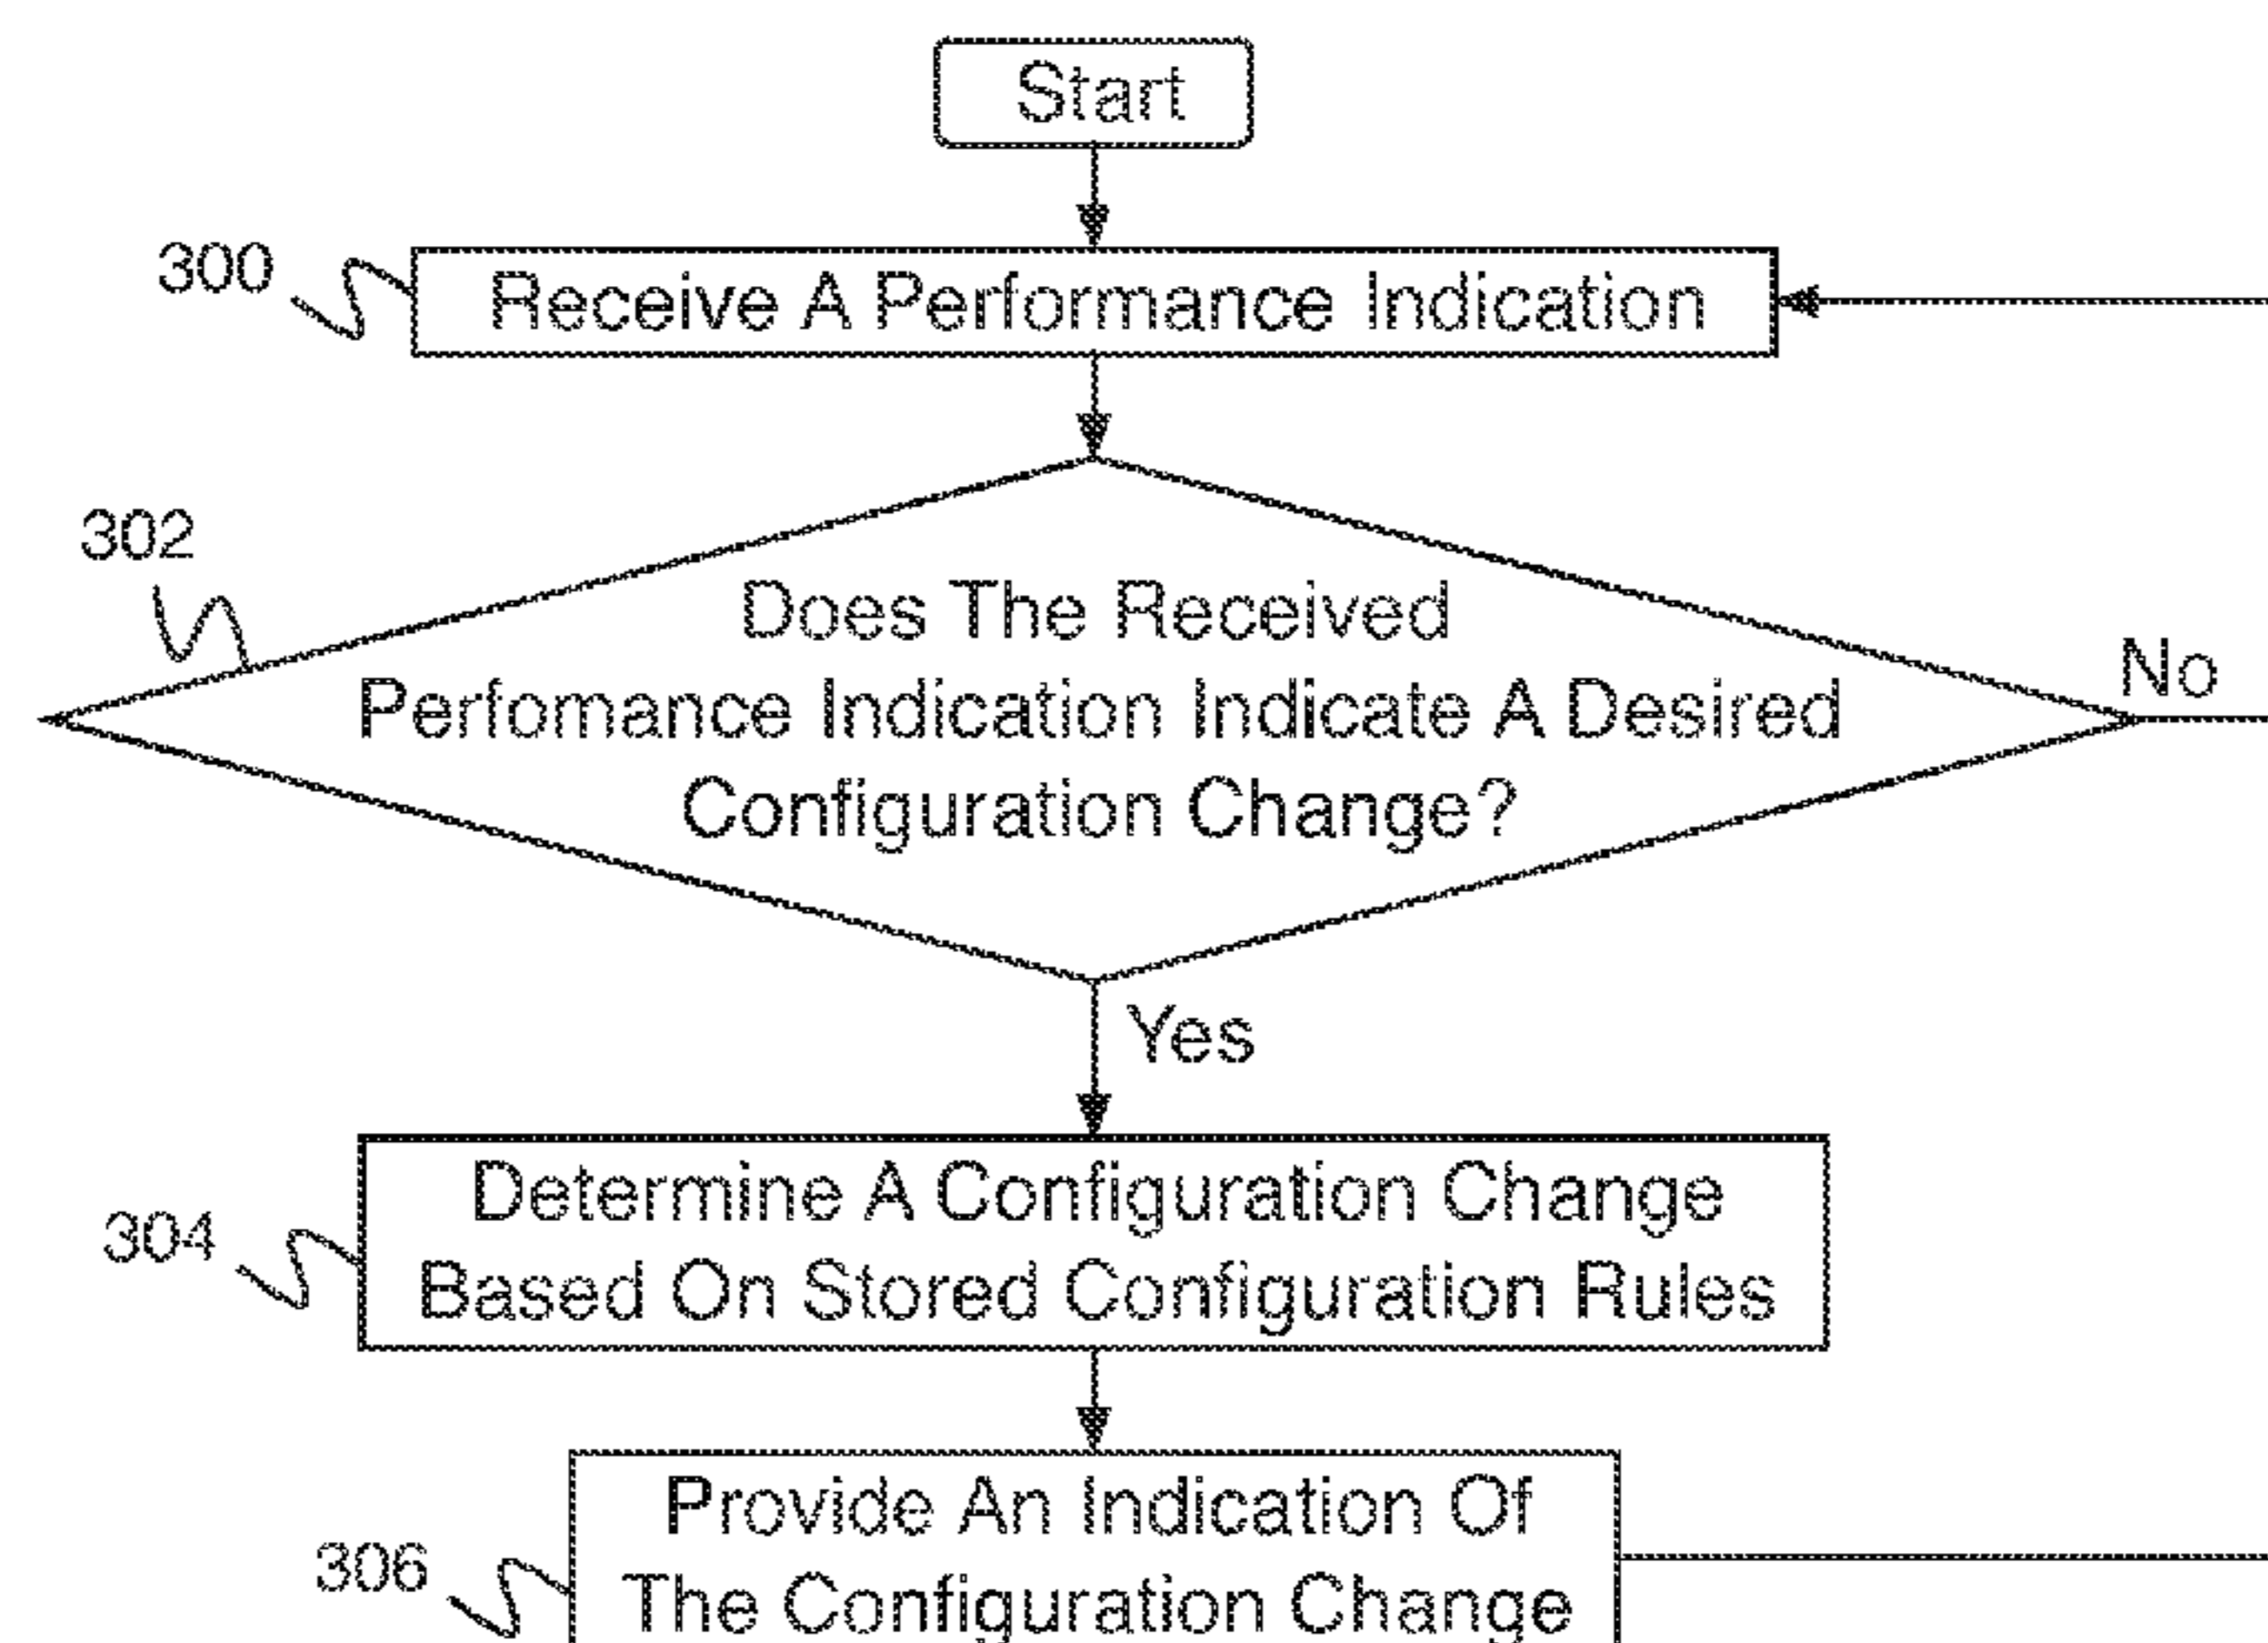 Start
300
Receive A Performance Indication
302
Does The Received
Perfomance Indication Indicate A Desired
Configuration Change?
No
Yes
304
Determine A Configuration Change
Based On Stored Configuration Rules
306
Provide An Indication Of
The Configuration Change